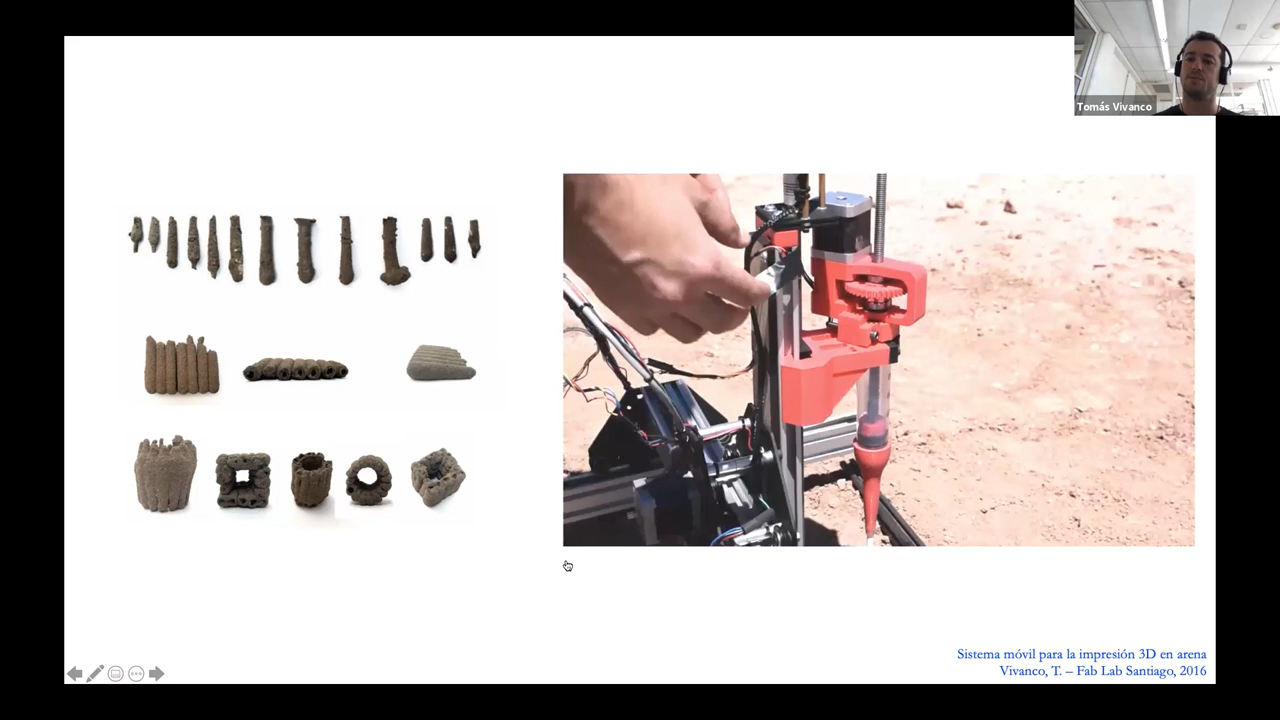 Tomás Vivanco
Sistema móvil para la impresión 3D en arena
Vivanco, T. – Fab Lab Santiago, 2016